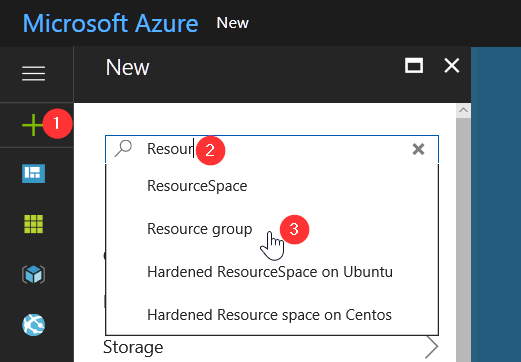 Microsoft Azure New
New
1
Resour 2
ResourceSpace
Resource group 3
Hardened ResourceSpace on Ubuntu
Hardened Resource space on Centos
Storage